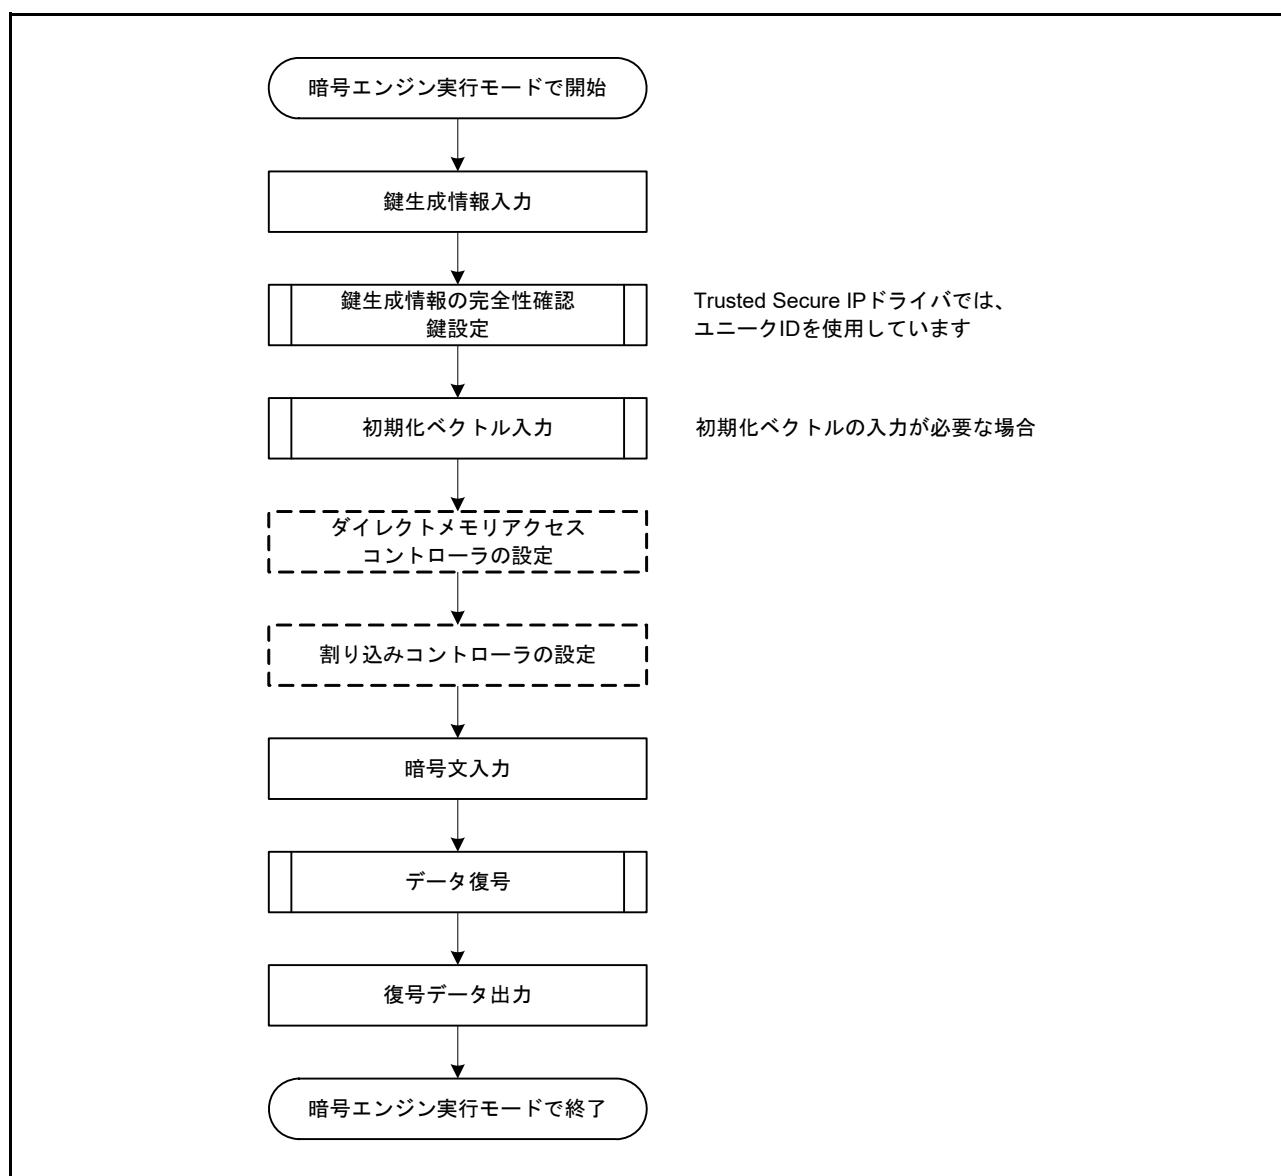 暗号エンジン実行モードで開始
鍵生成情報入力
鍵生成情報の完全性確認
鍵設定
Trusted Secure IPドライバでは、
ユニークIDを使用しています
初期化ベクトル入力
初期化ベクトルの入力が必要な場合
ダイレクトメモリアクセス
コントローラの設定
割り込みコントローラの設定
暗号文入力
データ復号
復号データ出力
暗号エンジン実行モードで終了